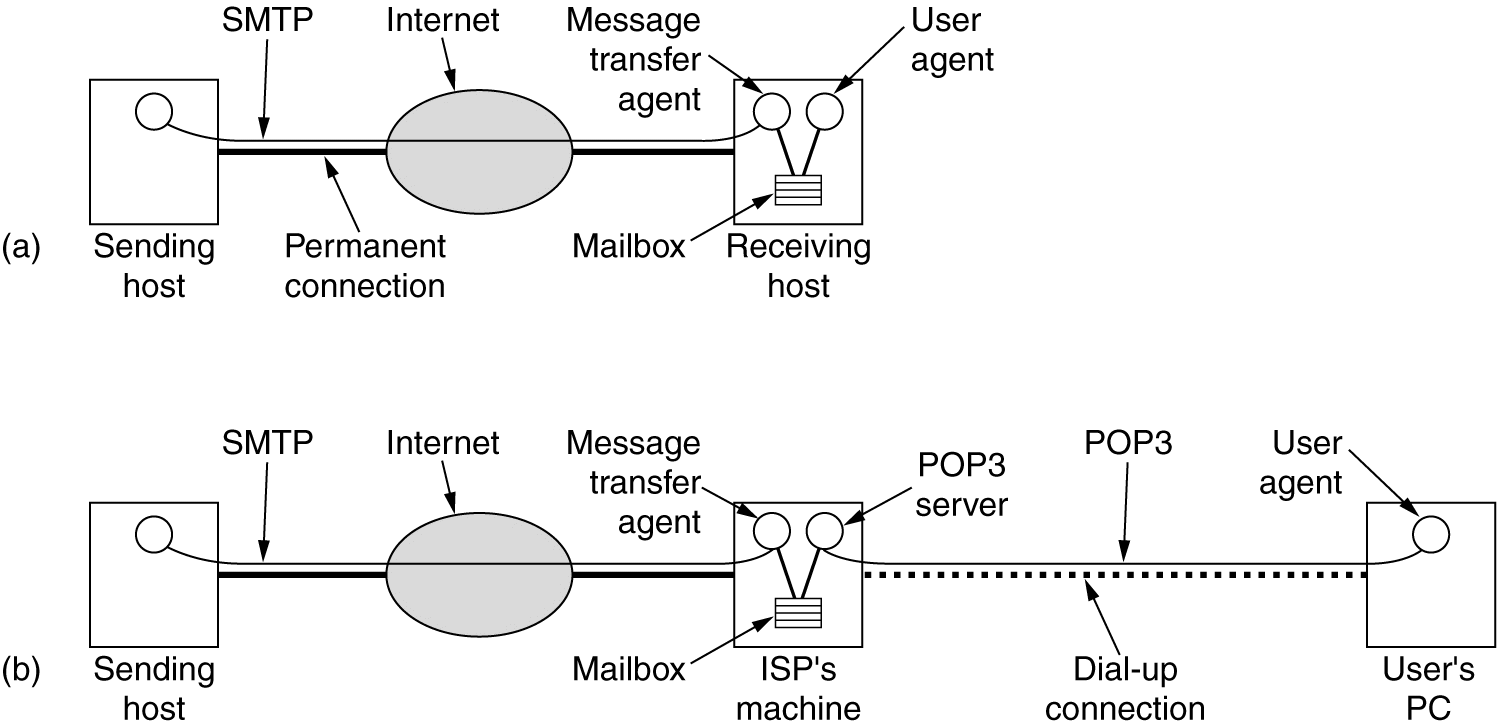 SMTP
Internet
Message
transfer
agent
User
agent
(a)
Sending
host
Permanent
connection
Mailbox
Receiving
host
SMTP
Internet
Message
transfer
agent
POP3
server
POP3
User
agent
(b)
Sending
host
Mailbox
ISP's
machine
Dial-up
connection
User's
PC